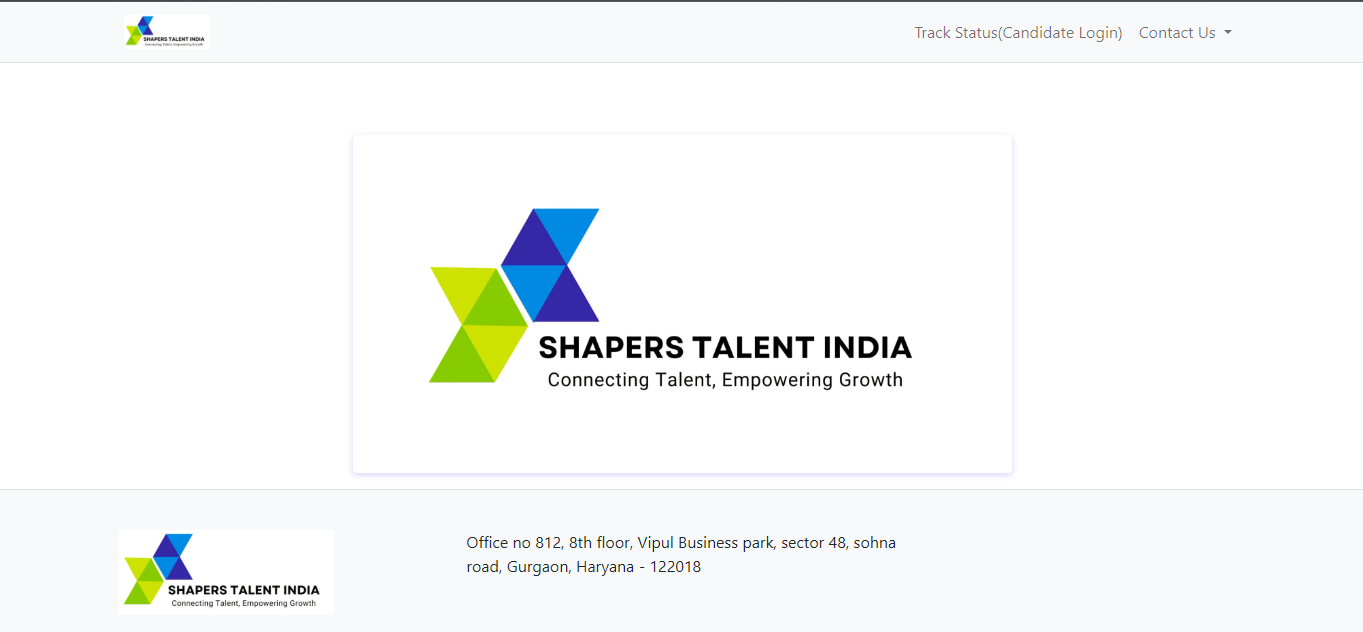 SHAPERS TALENT INDIA
Connecting Talent, Empowering Growth
Track Status(Candidate Login)
Contact Us
SHAPERS TALENT INDIA
Connecting Talent, Empowering Growth
SHAPERS TALENT INDIA
Connecting Talent, Empowering Growth
Office no 812, 8th floor, Vipul Business park, sector 48, sohna
road, Gurgaon, Haryana - 122018